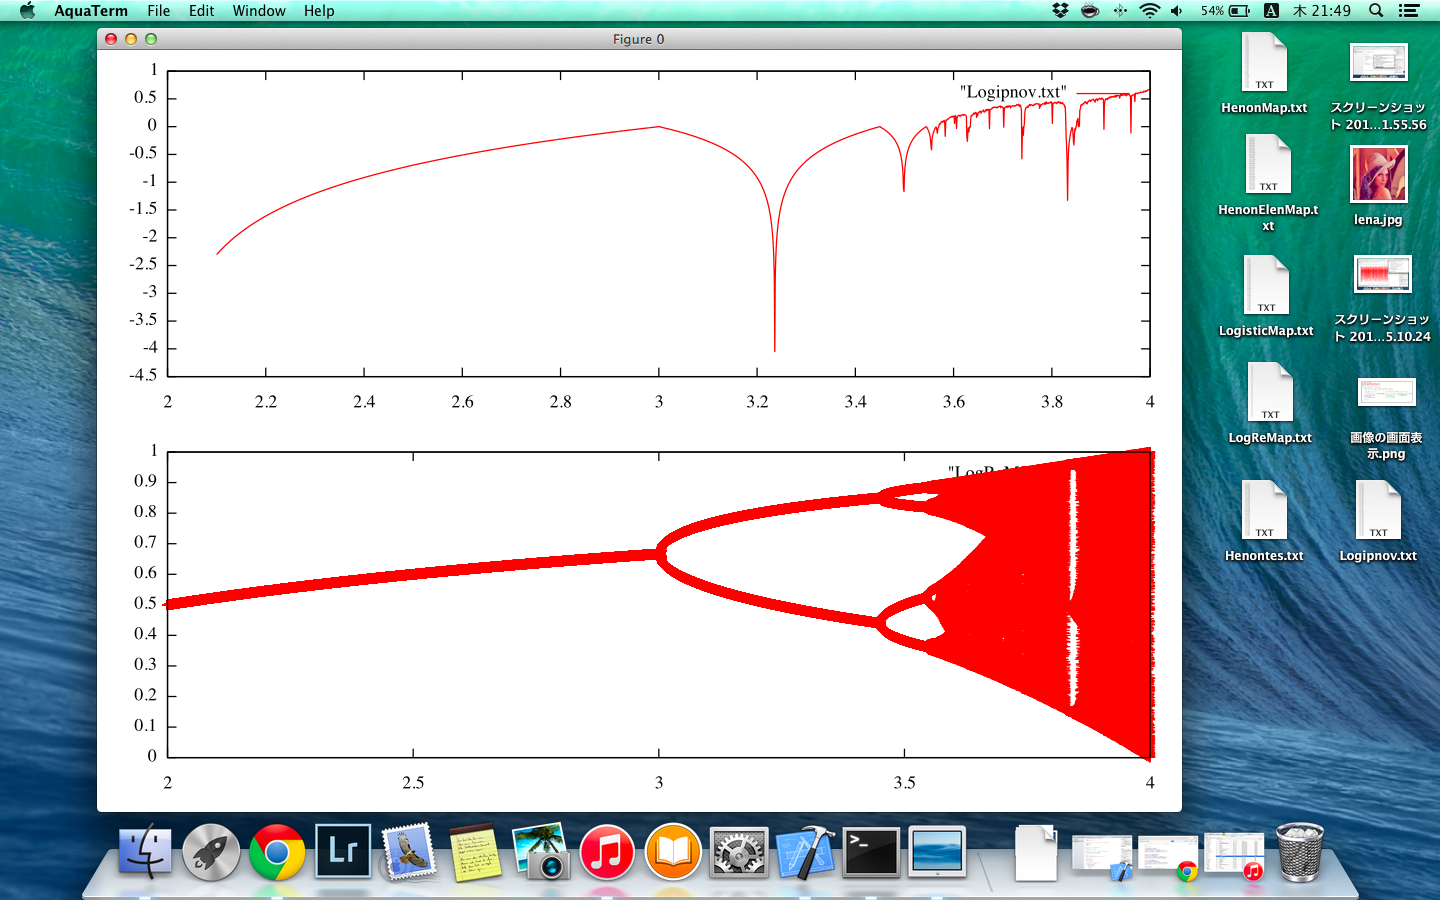 AquaTerm File Edit Window Help
54% A 木 21:49
Figure 0
1
0.5
0
-0.5
-1
-1.5
-2
-2.5
-3
-3.5
-4
-4.5
"Logipnov.txt"
2 2.2 2.4 2.6 2.8 3 3.2 3.4 3.6 3.8 4
1
0.9
0.8
0.7
0.6
0.5
0.4
0.3
0.2
0.1
0
2 2.5 3 3.5 4
TXT
HenonMap.txt
スクリーンショッ
ト 201...1.55.56
TXT
HenonElenMap.t
xt
lena.jpg
TXT
LogisticMap.txt
スクリーンショッ
ト 201...5.10.24
TXT
LogReMap.txt
画像の画面表
示.png
TXT
Henontes.txt
TXT
Logipnov.txt
Lr
>_